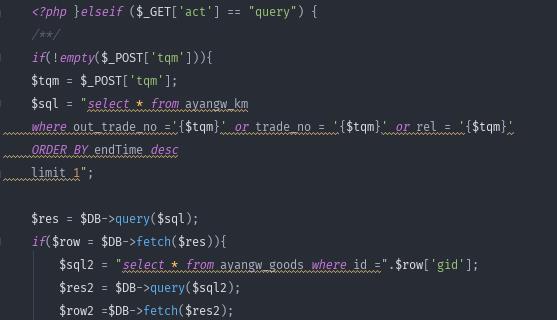 <?php }elseif ($_GET['act'] == "query") {
/**/
if(!empty($_POST['tqm'])){
$tqm = $_POST['tqm'];
$sql = "select * from ayangw_km
where out_trade_no ='{$tqm}' or trade_no = '{$tqm}' or rel = '{$tqm}'
ORDER BY endTime desc
limit 1";
$res = $DB->query($sql);
if($row = $DB->fetch($res)){
$sql2 = "select * from ayangw_goods where id =".$row['gid'];
$res2 = $DB->query($sql2);
$row2 =$DB->fetch($res2);